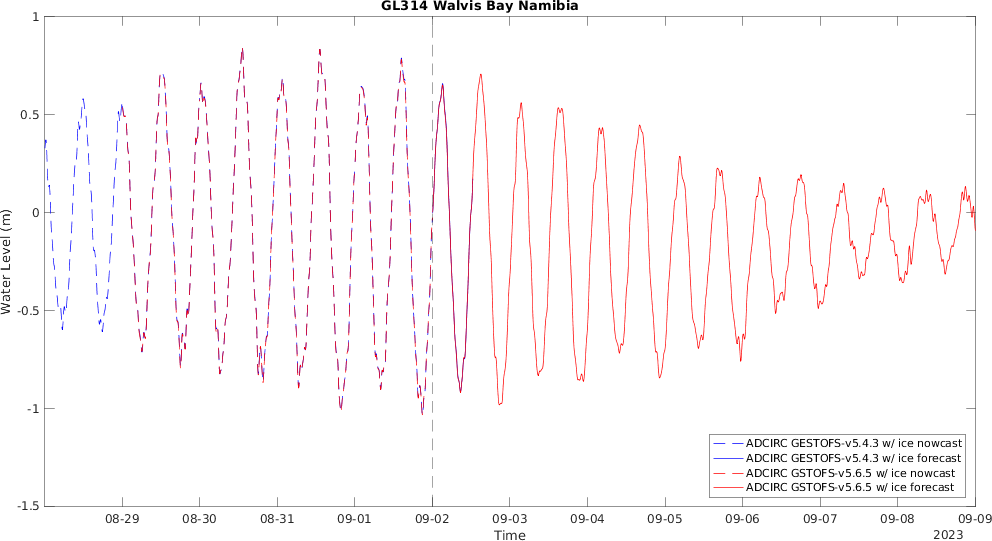 GL314 Walvis Bay Namibia
1
0.5
0
-0.5
-1
-1.5
Water Level (m)
ADCIRC GESTOFS-v5.4.3 w/ ice nowcast
ADCIRC GESTOFS-v5.4.3 w/ ice forecast
ADCIRC GSTOFS-v5.6.5 w/ ice nowcast
ADCIRC GSTOFS-v5.6.5 w/ ice forecast
08-29 08-30 08-31 09-01 09-02 09-03 09-04 09-05 09-06 09-07 09-08 09-09
Time
2023